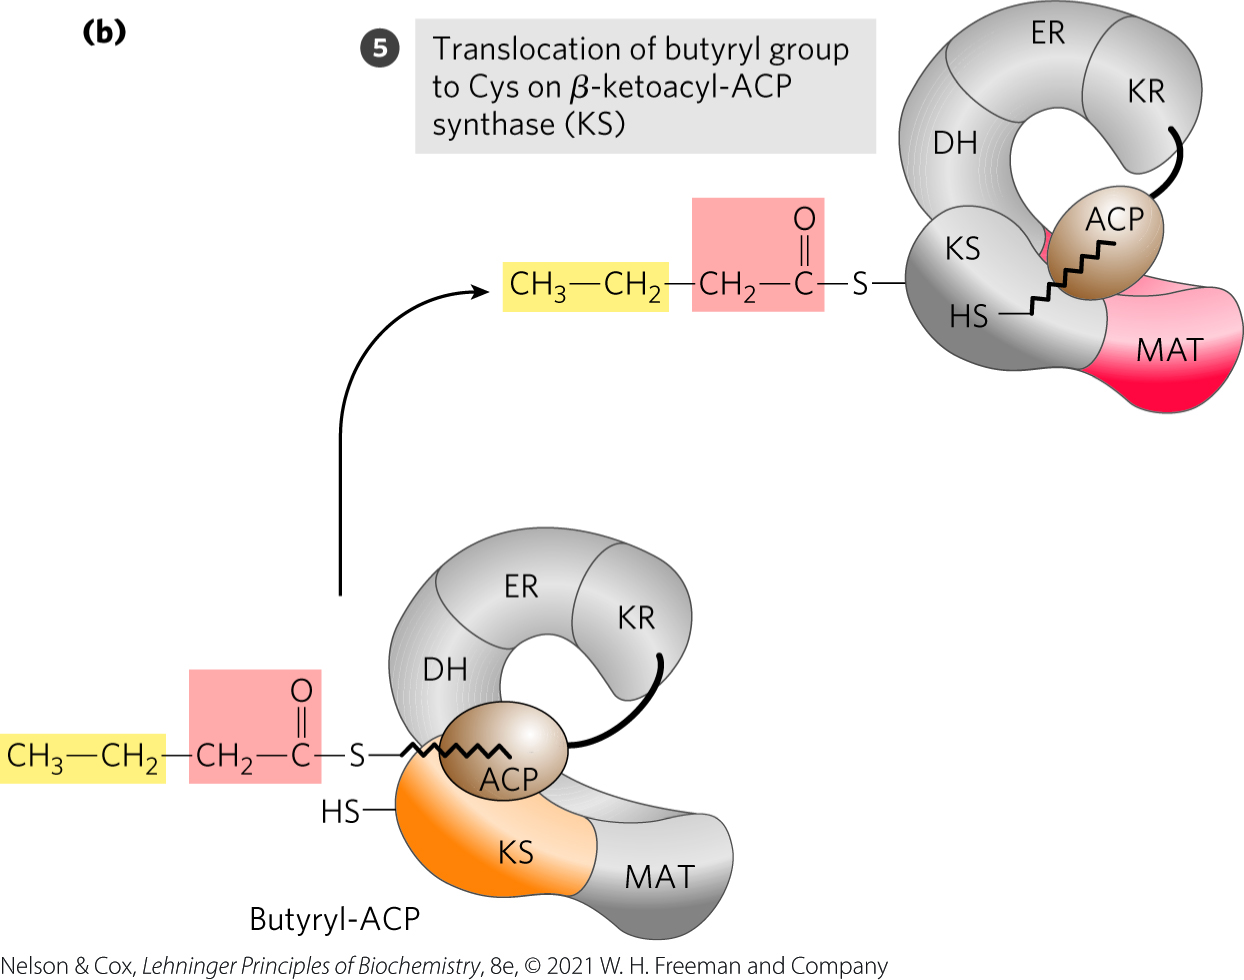 (b)
5
Translocation of butyryl group
to Cys on β-ketoacyl-ACP
synthase (KS)
ER
KR
DH
ACP
KS
O
CH3—CH2—CH2—C—S—
HS
MAT
ER
KR
DH
O
CH3—CH2—CH2—C—S—
ACP
HS
KS
MAT
Butyryl-ACP
Nelson & Cox, Lehninger Principles of Biochemistry, 8e, © 2021 W. H. Freeman and Company